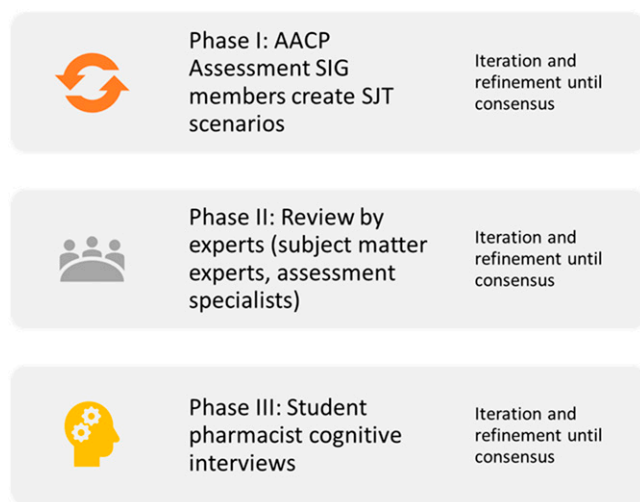 Phase I: AACP
Assessment SIG
members create SJT
scenarios
Iteration and
refinement until
consensus
Phase II: Review by
experts (subject matter
experts, assessment
specialists)
Iteration and
refinement until
consensus
Phase III: Student
pharmacist cognitive
interviews
Iteration and
refinement until
consensus